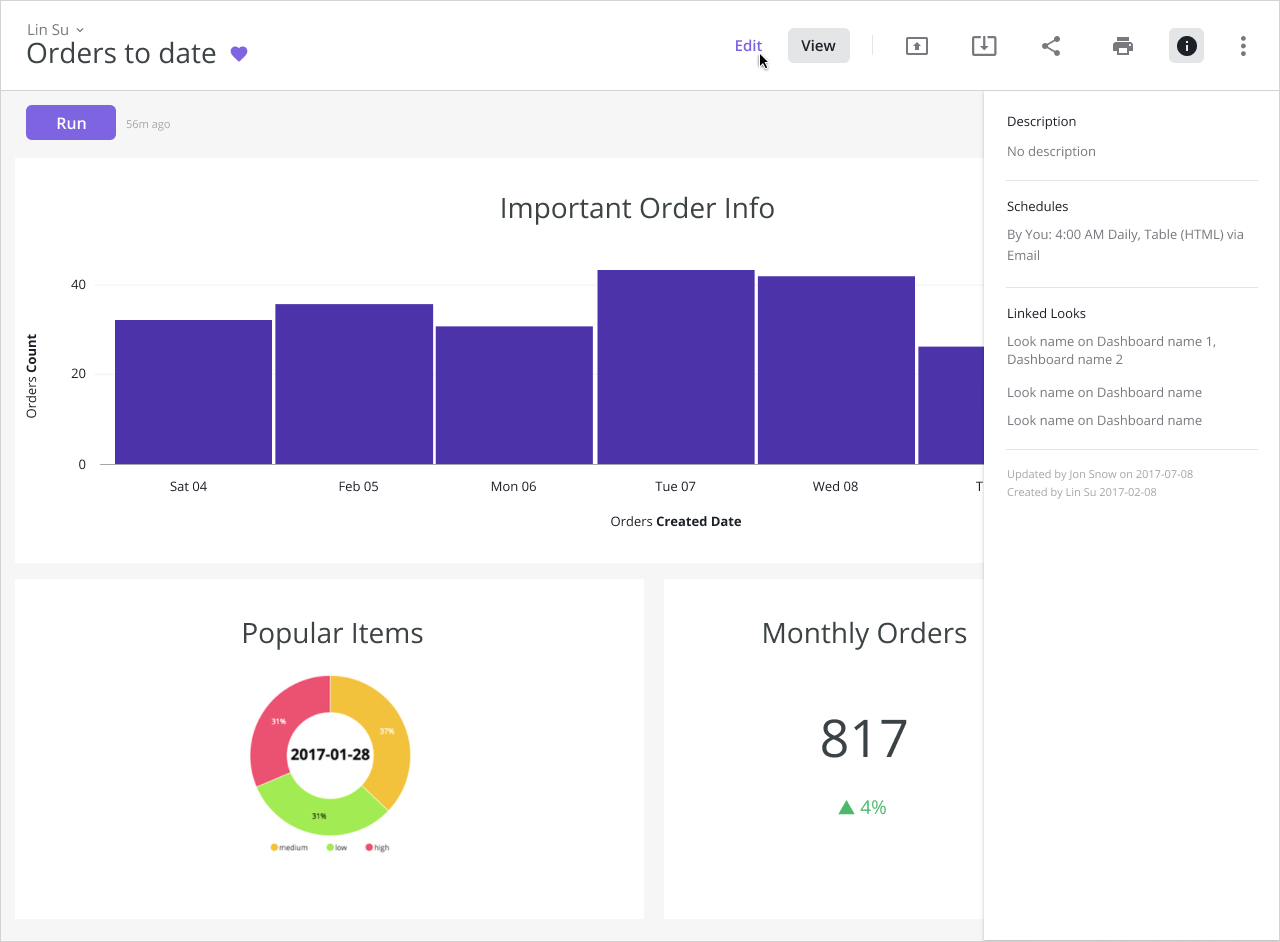 Lin Su
Orders to date
Edit
View
Run
56m ago
Important Order Info
40
20
0
Orders Count
Sat 04
Feb 05
Mon 06
Tue 07
Wed 08
T
Orders Created Date
Popular Items
31%
37%
2017-01-28
31%
medium
low
high
Monthly Orders
817
4%
Description
No description
Schedules
By You: 4:00 AM Daily, Table (HTML) via
Email
Linked Looks
Look name on Dashboard name 1,
Dashboard name 2
Look name on Dashboard name
Look name on Dashboard name
Updated by Jon Snow on 2017-07-08
Created by Lin Su 2017-02-08